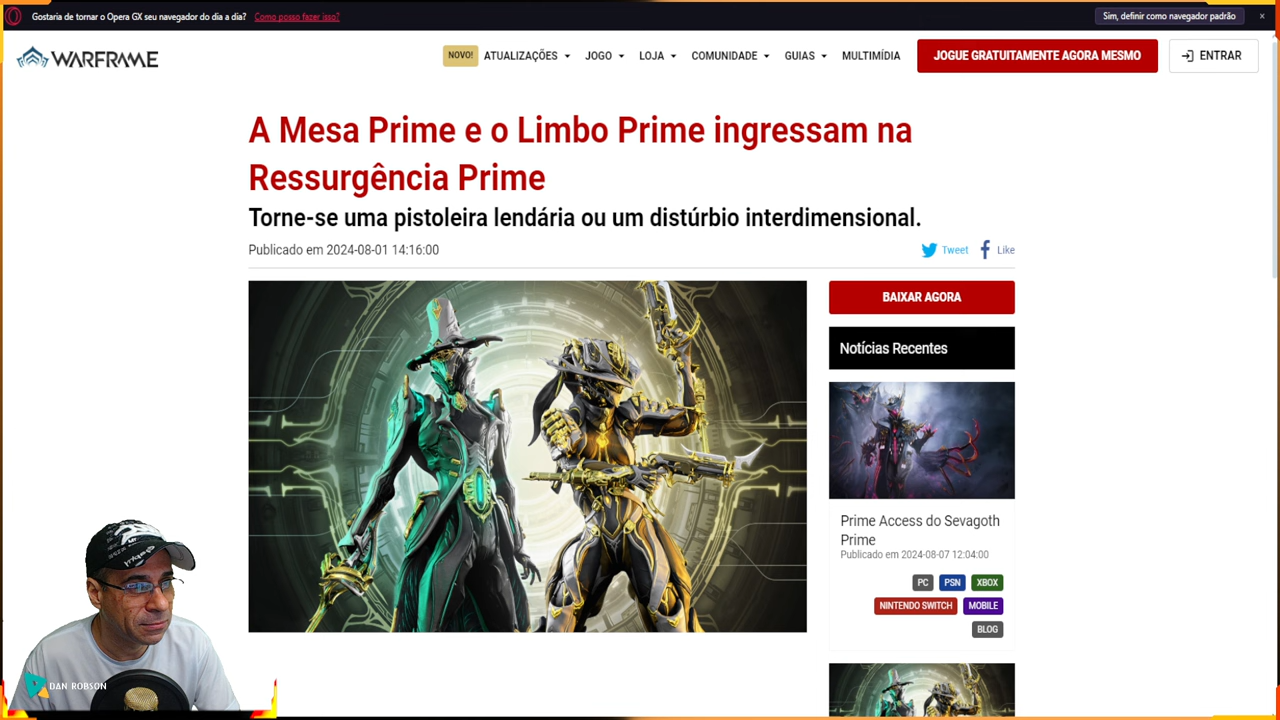 Gostaria de tornar o Opera GX seu navegador do dia a dia? Como posso fazer isso? Sim, definir como navegador padrão ×
WARFRAME NOVO! ATUALIZAÇÕES JOGO LOJA COMUNIDADE GUIAS MULTIMÍDIA JOGUE GRATUITAMENTE AGORA MESMO ENTRAR
A Mesa Prime e o Limbo Prime ingressam na
Ressurgência Prime
Torne-se uma pistoleira lendária ou um distúrbio interdimensional.
Publicado em 2024-08-01 14:16:00 Tweet Like
BAIXAR AGORA
Notícias Recentes
Prime Access do Sevagoth
Prime
Publicado em 2024-08-07 12:04:00
PC PSN XBOX
NINTENDO SWITCH MOBILE
BLOG
DAN ROBSON